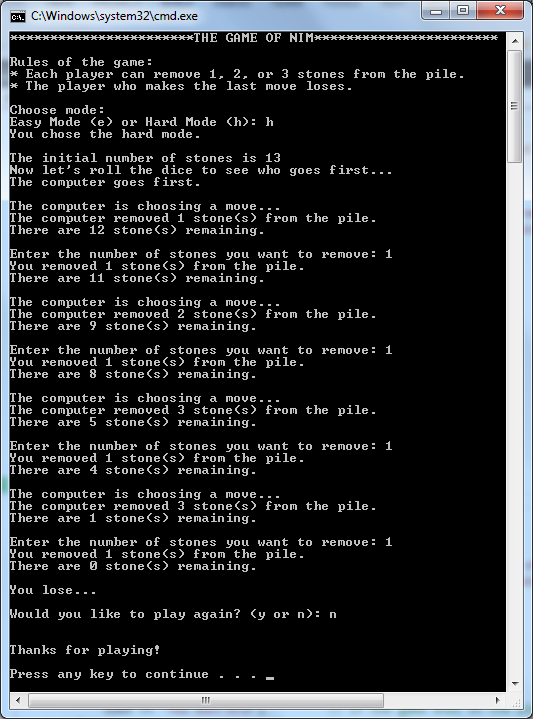 C:\Windows\system32\cmd.exe
***********************THE GAME OF NIM***********************
Rules of the game:
* Each player can remove 1, 2, or 3 stones from the pile.
* The player who makes the last move loses.
Choose mode:
Easy Mode (e) or Hard Mode (h): h
You chose the hard mode.
The initial number of stones is 13
Now let's roll the dice to see who goes first...
The computer goes first.
The computer is choosing a move...
The computer removed 1 stone(s) from the pile.
There are 12 stone(s) remaining.
Enter the number of stones you want to remove: 1
You removed 1 stone(s) from the pile.
There are 11 stone(s) remaining.
The computer is choosing a move...
The computer removed 2 stone(s) from the pile.
There are 9 stone(s) remaining.
Enter the number of stones you want to remove: 1
You removed 1 stone(s) from the pile.
There are 8 stone(s) remaining.
The computer is choosing a move...
The computer removed 3 stone(s) from the pile.
There are 5 stone(s) remaining.
Enter the number of stones you want to remove: 1
You removed 1 stone(s) from the pile.
There are 4 stone(s) remaining.
The computer is choosing a move...
The computer removed 3 stone(s) from the pile.
There are 1 stone(s) remaining.
Enter the number of stones you want to remove: 1
You removed 1 stone(s) from the pile.
There are 0 stone(s) remaining.
You lose...
Would you like to play again? (y or n): n
Thanks for playing!
Press any key to continue . . . _